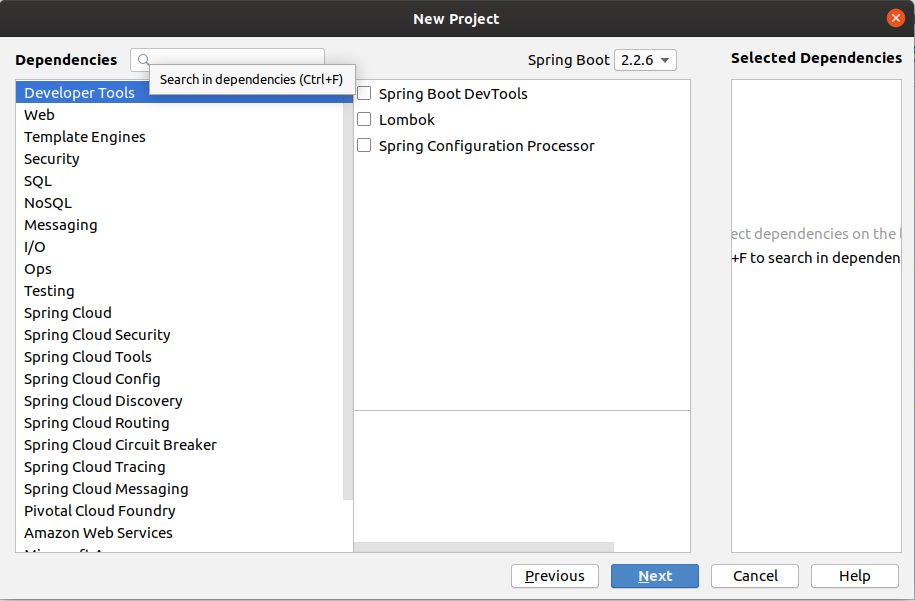 New Project
Dependencies
Spring Boot 2.2.6
Selected Dependencies
Search in dependencies (Ctrl+F)
Developer Tools
Web
Template Engines
Security
SQL
NoSQL
Messaging
I/O
Ops
Testing
Spring Cloud
Spring Cloud Security
Spring Cloud Tools
Spring Cloud Config
Spring Cloud Discovery
Spring Cloud Routing
Spring Cloud Circuit Breaker
Spring Cloud Tracing
Spring Cloud Messaging
Pivotal Cloud Foundry
Amazon Web Services
Spring Boot DevTools
Lombok
Spring Configuration Processor
ect dependencies on the
+F to search in dependen
Previous
Next
Cancel
Help